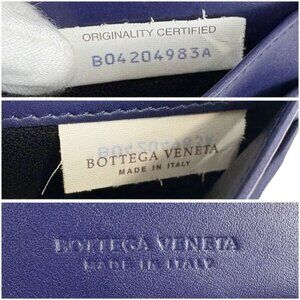 ORIGINALITY CERTIFIED
B04204983A
BOTTEGA VENETA
MADE IN ITALY
BOTTEGA VENETA
MADE IN ITALY